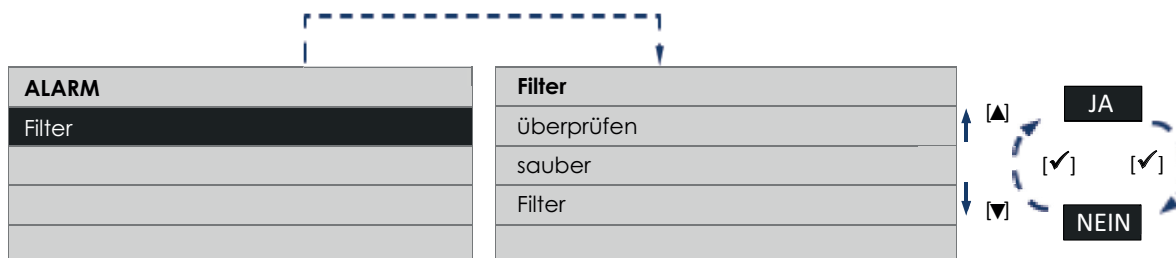 ALARM
Filter
Filter
überprüfen
sauber
Filter
[▲]
[▼]
JA
[✓] [✓]
NEIN